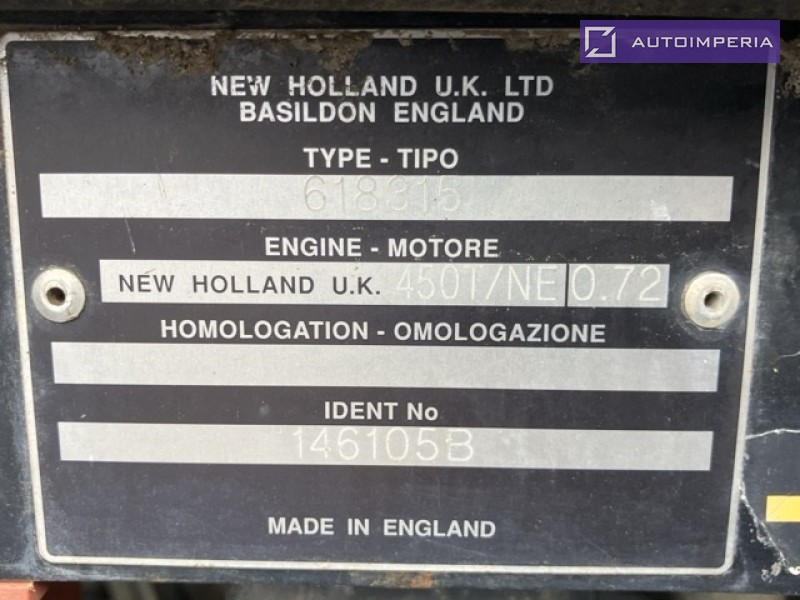 AUTOIMPERIA
NEW HOLLAND U.K. LTD
BASILDON ENGLAND
TYPE - TIPO
618315
ENGINE - MOTORE
NEW HOLLAND U.K. 450T/NE 0.72
HOMOLOGATION - OMOLOGAZIONE
IDENT No
146105B
MADE IN ENGLAND